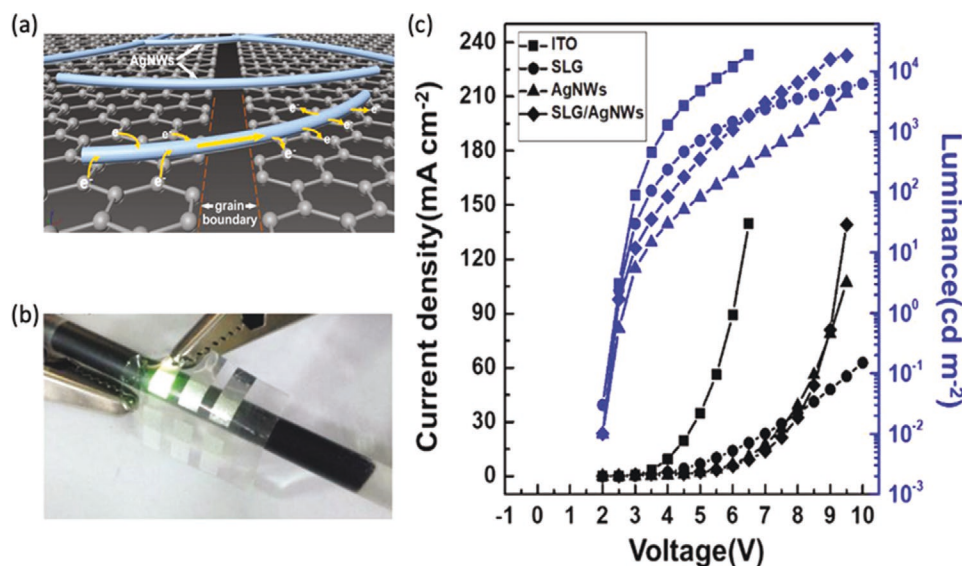 (a)
AgNWs
e⁻
e⁻
e⁻
e⁻
e⁻
e⁻
e⁻
e⁻
grain
boundary
(b)
(c)
ITO
SLG
AgNWs
SLG/AgNWs
Current density(mA cm⁻²)
240
210
180
150
120
90
60
30
0
Luminance(cd m⁻²)
10⁴
10³
10²
10¹
10⁰
10⁻¹
10⁻²
10⁻³
-1 0 1 2 3 4 5 6 7 8 9 10
Voltage(V)